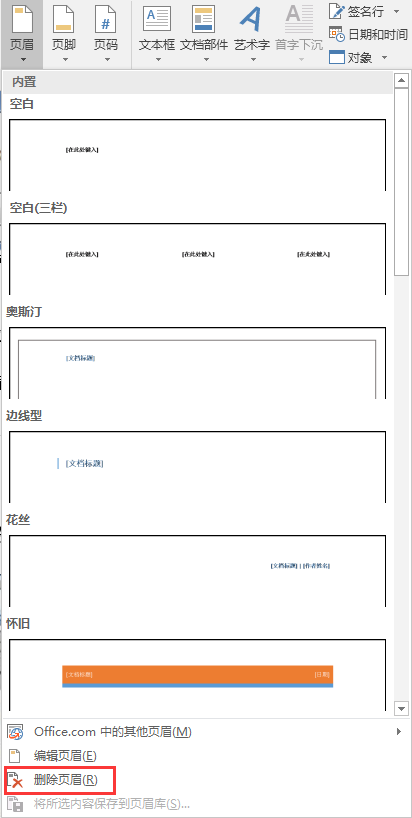 签名行
日期和时间
页眉 页脚 页码 文本框 文档部件 艺术字 首字下沉
对象
内置
空白
[在此处键入]
空白(三栏)
[在此处键入] [在此处键入] [在此处键入]
奥斯汀
[文档标题]
边线型
[文档标题]
花丝
[文档标题] | [作者姓名]
怀旧
[文档标题] [日期]
Office.com 中的其他页眉(M)
编辑页眉(E)
删除页眉(R)
将所选内容保存到页眉库(S)...